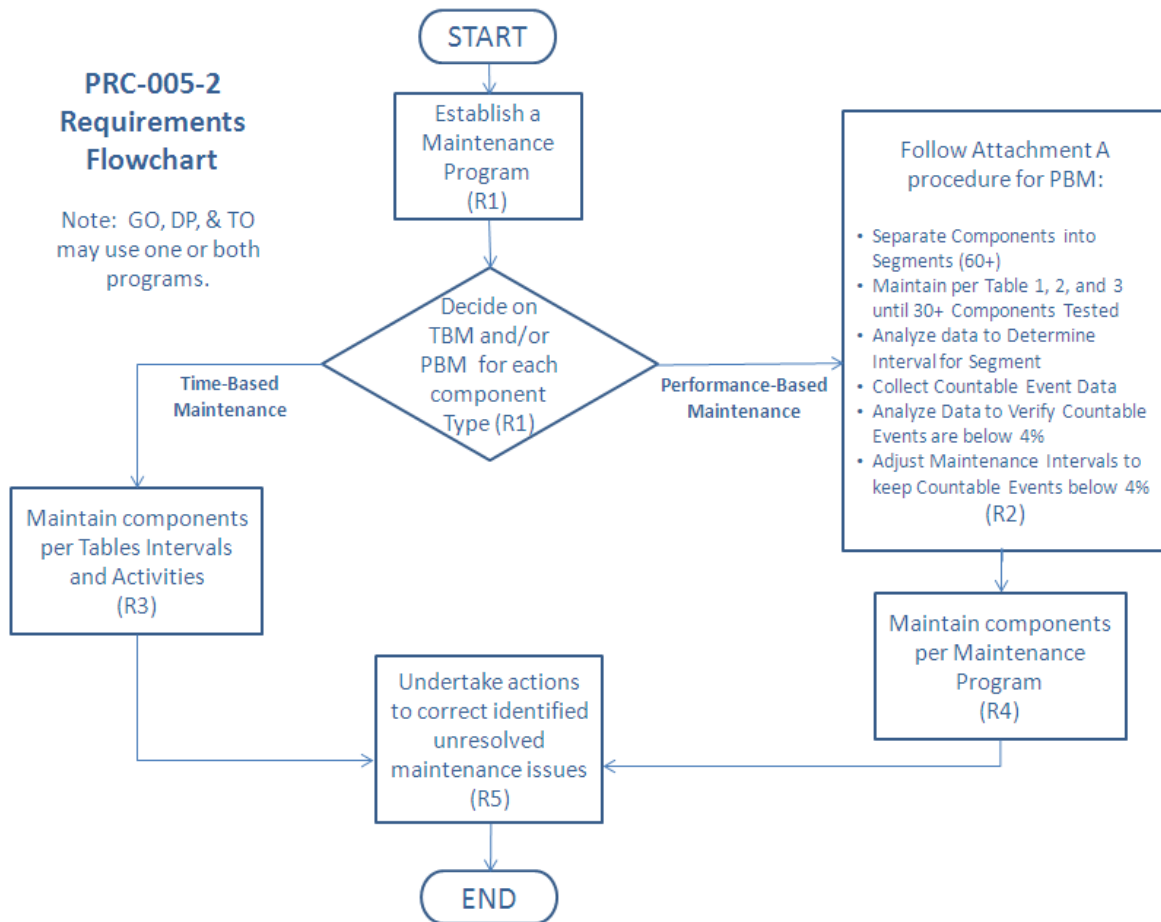 START
PRC-005-2
Requirements
Flowchart
Note: GO, DP, & TO
may use one or both
programs.
Establish a
Maintenance
Program
(R1)
Decide on
TBM and/or
PBM for each
component
Type (R1)
Time-Based
Maintenance
Performance-Based
Maintenance
Follow Attachment A
procedure for PBM:
• Separate Components into
Segments (60+)
• Maintain per Table 1, 2, and 3
until 30+ Components Tested
• Analyze data to Determine
Interval for Segment
• Collect Countable Event Data
• Analyze Data to Verify Countable
Events are below 4%
• Adjust Maintenance Intervals to
keep Countable Events below 4%
(R2)
Maintain components
per Tables Intervals
and Activities
(R3)
Maintain components
per Maintenance
Program
(R4)
Undertake actions
to correct identified
unresolved
maintenance issues
(R5)
END